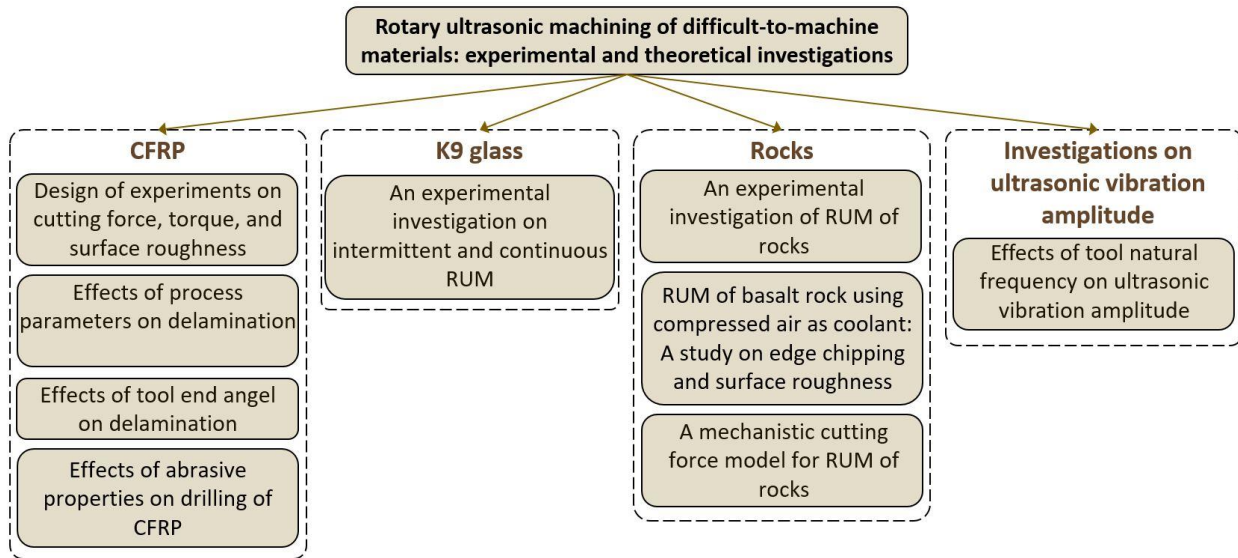 Rotary ultrasonic machining of difficult-to-machine
materials: experimental and theoretical investigations
CFRP
Design of experiments on
cutting force, torque, and
surface roughness
Effects of process
parameters on delamination
Effects of tool end angel
on delamination
Effects of abrasive
properties on drilling of
CFRP
K9 glass
An experimental
investigation on
intermittent and continuous
RUM
Rocks
An experimental
investigation of RUM of
rocks
RUM of basalt rock using
compressed air as coolant:
A study on edge chipping
and surface roughness
A mechanistic cutting
force model for RUM of
rocks
Investigations on
ultrasonic vibration
amplitude
Effects of tool natural
frequency on ultrasonic
vibration amplitude